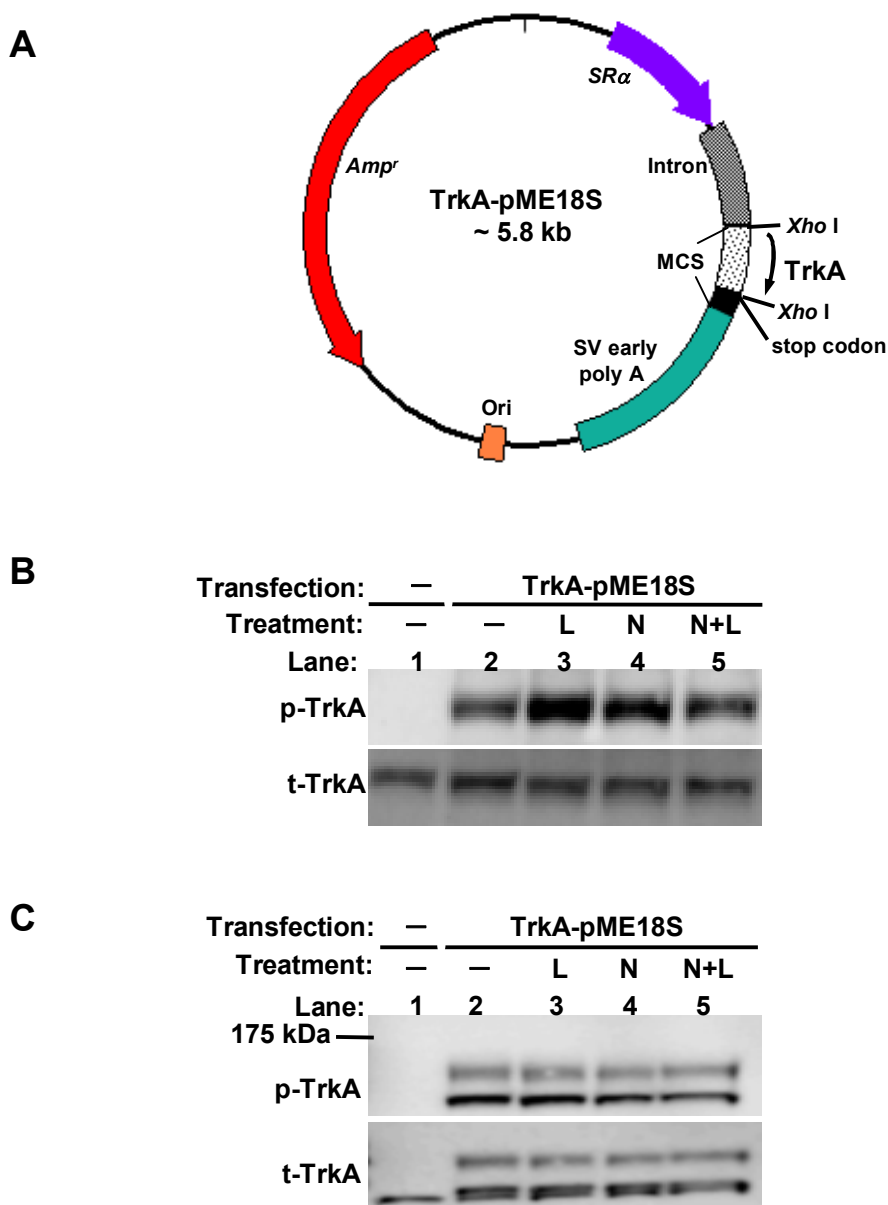 A
SRα
Intron
Ampʳ
TrkA-pME18S
~ 5.8 kb
Xho I
MCS
TrkA
Xho I
stop codon
SV early
poly A
Ori
B
Transfection: — TrkA-pME18S
Treatment: — — L N N+L
Lane: 1 2 3 4 5
p-TrkA
t-TrkA
C
Transfection: — TrkA-pME18S
Treatment: — — L N N+L
Lane: 1 2 3 4 5
175 kDa
p-TrkA
t-TrkA